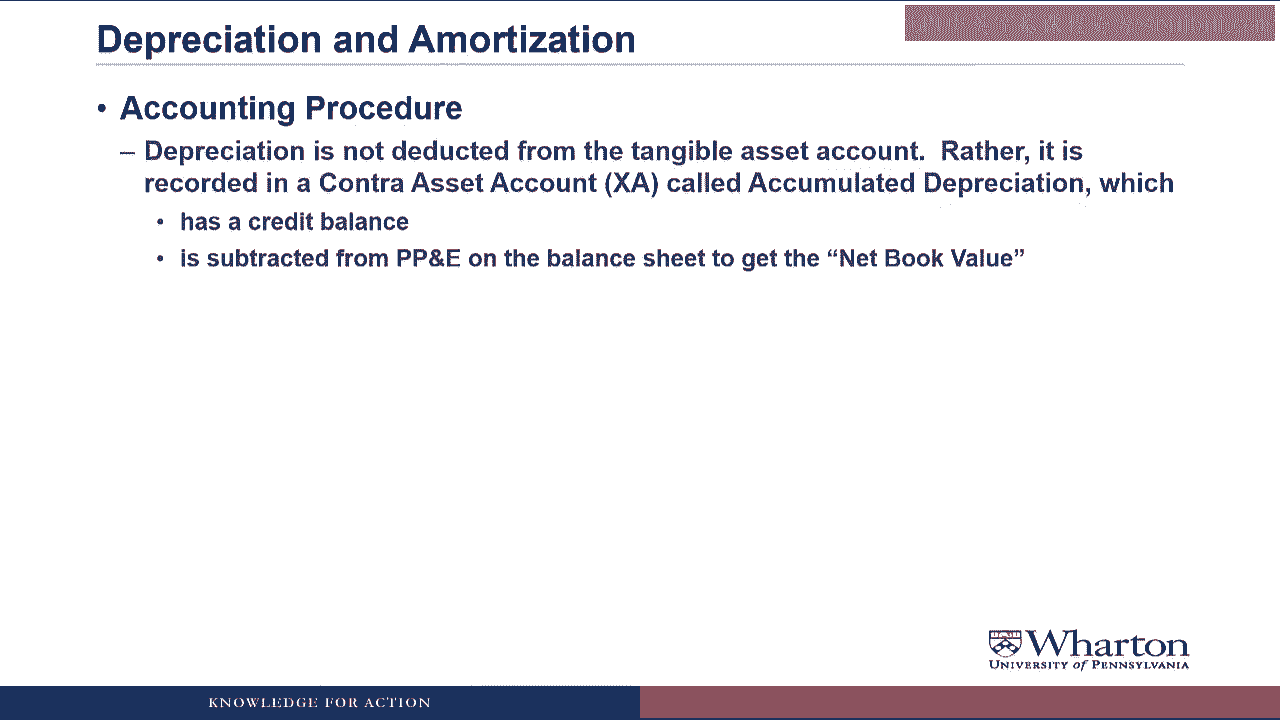 Depreciation and Amortization
• Accounting Procedure
– Depreciation is not deducted from the tangible asset account. Rather, it is
recorded in a Contra Asset Account (XA) called Accumulated Depreciation, which
• has a credit balance
• is subtracted from PP&E on the balance sheet to get the “Net Book Value”
Wharton
UNIVERSITY of PENNSYLVANIA
KNOWLEDGE FOR ACTION